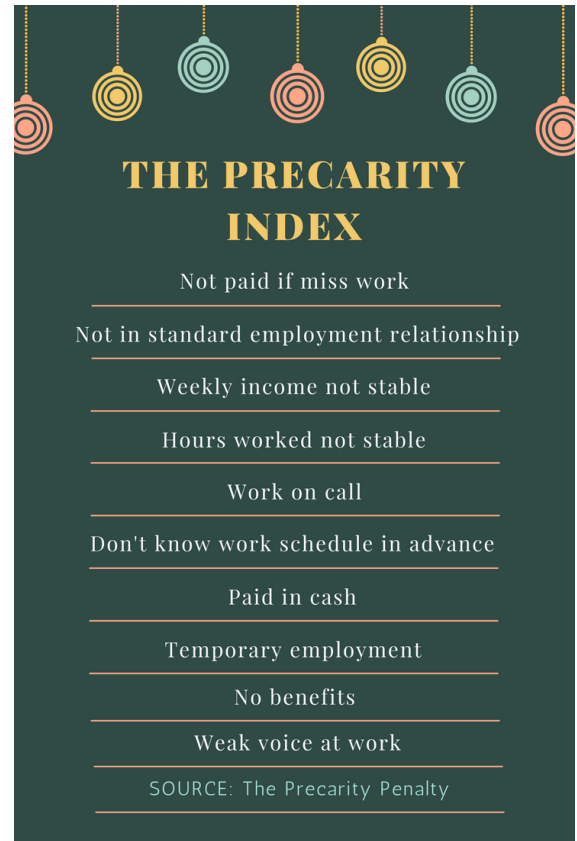 THE PRECARITY
INDEX
Not paid if miss work
Not in standard employment relationship
Weekly income not stable
Hours worked not stable
Work on call
Don't know work schedule in advance
Paid in cash
Temporary employment
No benefits
Weak voice at work
SOURCE: The Precarity Penalty